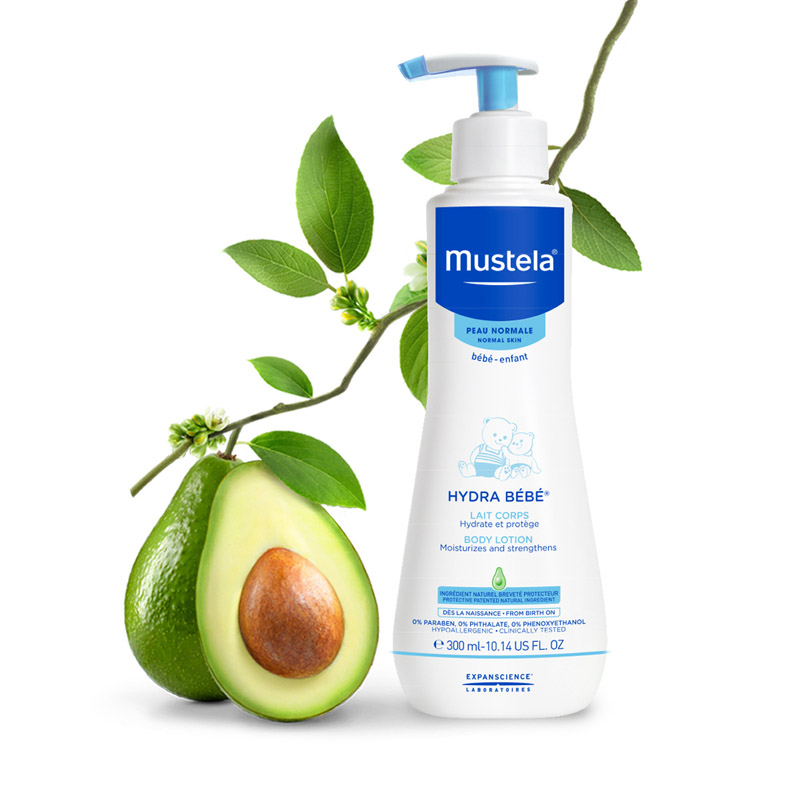 mustela®
PEAU NORMALE
NORMAL SKIN
bébé - enfant
HYDRA BÉBÉ®
LAIT CORPS
Hydrate et protège
BODY LOTION
Moisturizes and strengthens
INGRÉDIENT NATUREL BREVETÉ PROTECTEUR
PROTECTIVE PATENTED NATURAL INGREDIENT
DÈS LA NAISSANCE • FROM BIRTH ON
0% PARABEN, 0% PHTHALATE, 0% PHENOXYETHANOL
HYPOALLERGENIC • CLINICALLY TESTED
℮ 300 ml-10.14 US FL. OZ
EXPANSCIENCE®
LABORATOIRES